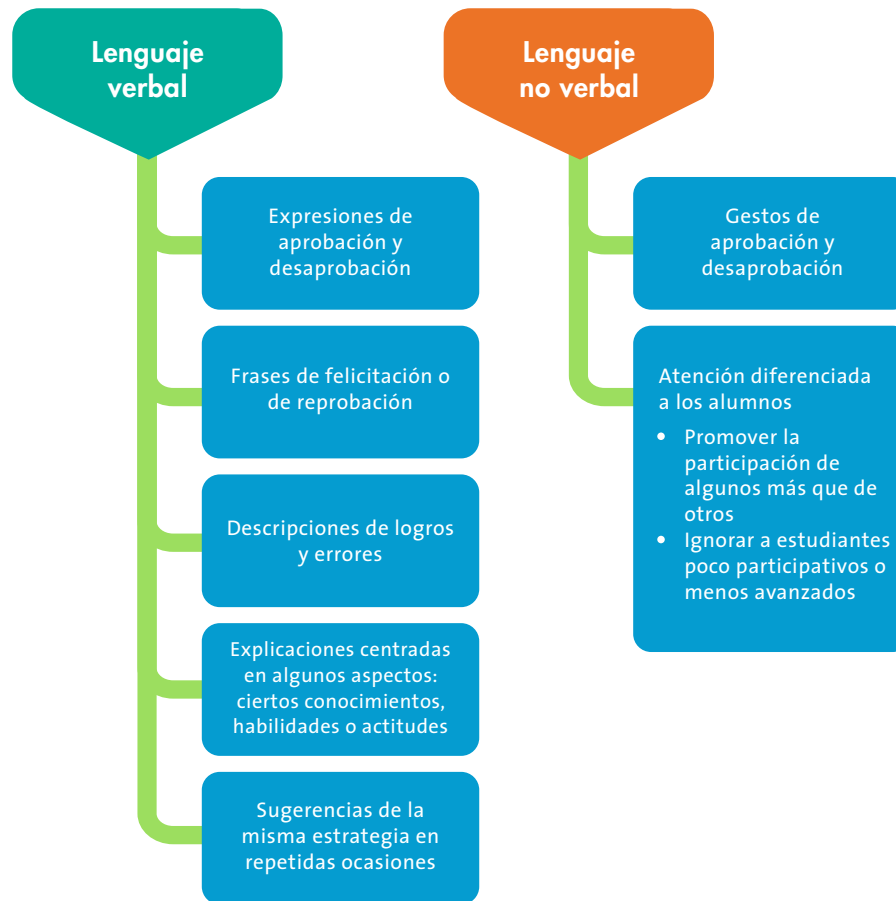 Lenguaje
verbal
Expresiones de
aprobación y
desaprobación
Frases de felicitación o
de reprobación
Descripciones de logros
y errores
Explicaciones centradas
en algunos aspectos:
ciertos conocimientos,
habilidades o actitudes
Sugerencias de la
misma estrategia en
repetidas ocasiones
Lenguaje
no verbal
Gestos de
aprobación y
desaprobación
Atención diferenciada
a los alumnos
• Promover la
participación de
algunos más que de
otros
• Ignorar a estudiantes
poco participativos o
menos avanzados